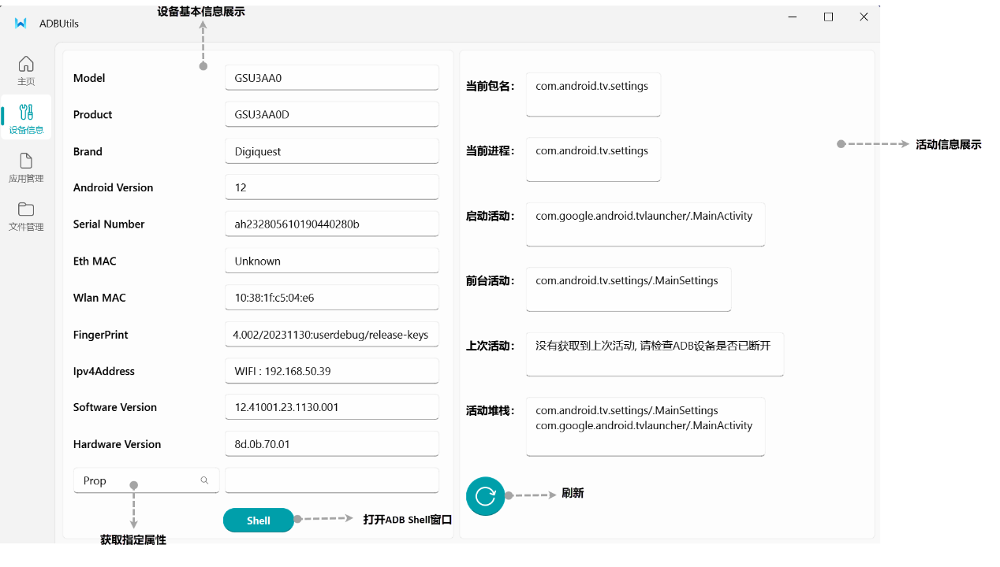 设备基本信息展示
ADBUtils
主页
设备信息
应用管理
文件管理
Model
GSU3AA0
Product
GSU3AA0D
Brand
Digiquest
Android Version
12
Serial Number
ah232805610190440280b
Eth MAC
Unknown
Wlan MAC
10:38:1f:c5:04:e6
FingerPrint
4.002/20231130:userdebug/release-keys
Ipv4Address
WIFI : 192.168.50.39
Software Version
12.41001.23.1130.001
Hardware Version
8d.0b.70.01
Prop
Shell
打开ADB Shell窗口
获取指定属性
当前包名：
com.android.tv.settings
当前进程：
com.android.tv.settings
启动活动：
com.google.android.tvlauncher/.MainActivity
前台活动：
com.android.tv.settings/.MainSettings
上次活动：
没有获取到上次活动, 请检查ADB设备是否已断开
活动堆栈：
com.android.tv.settings/.MainSettings
com.google.android.tvlauncher/.MainActivity
刷新
活动信息展示